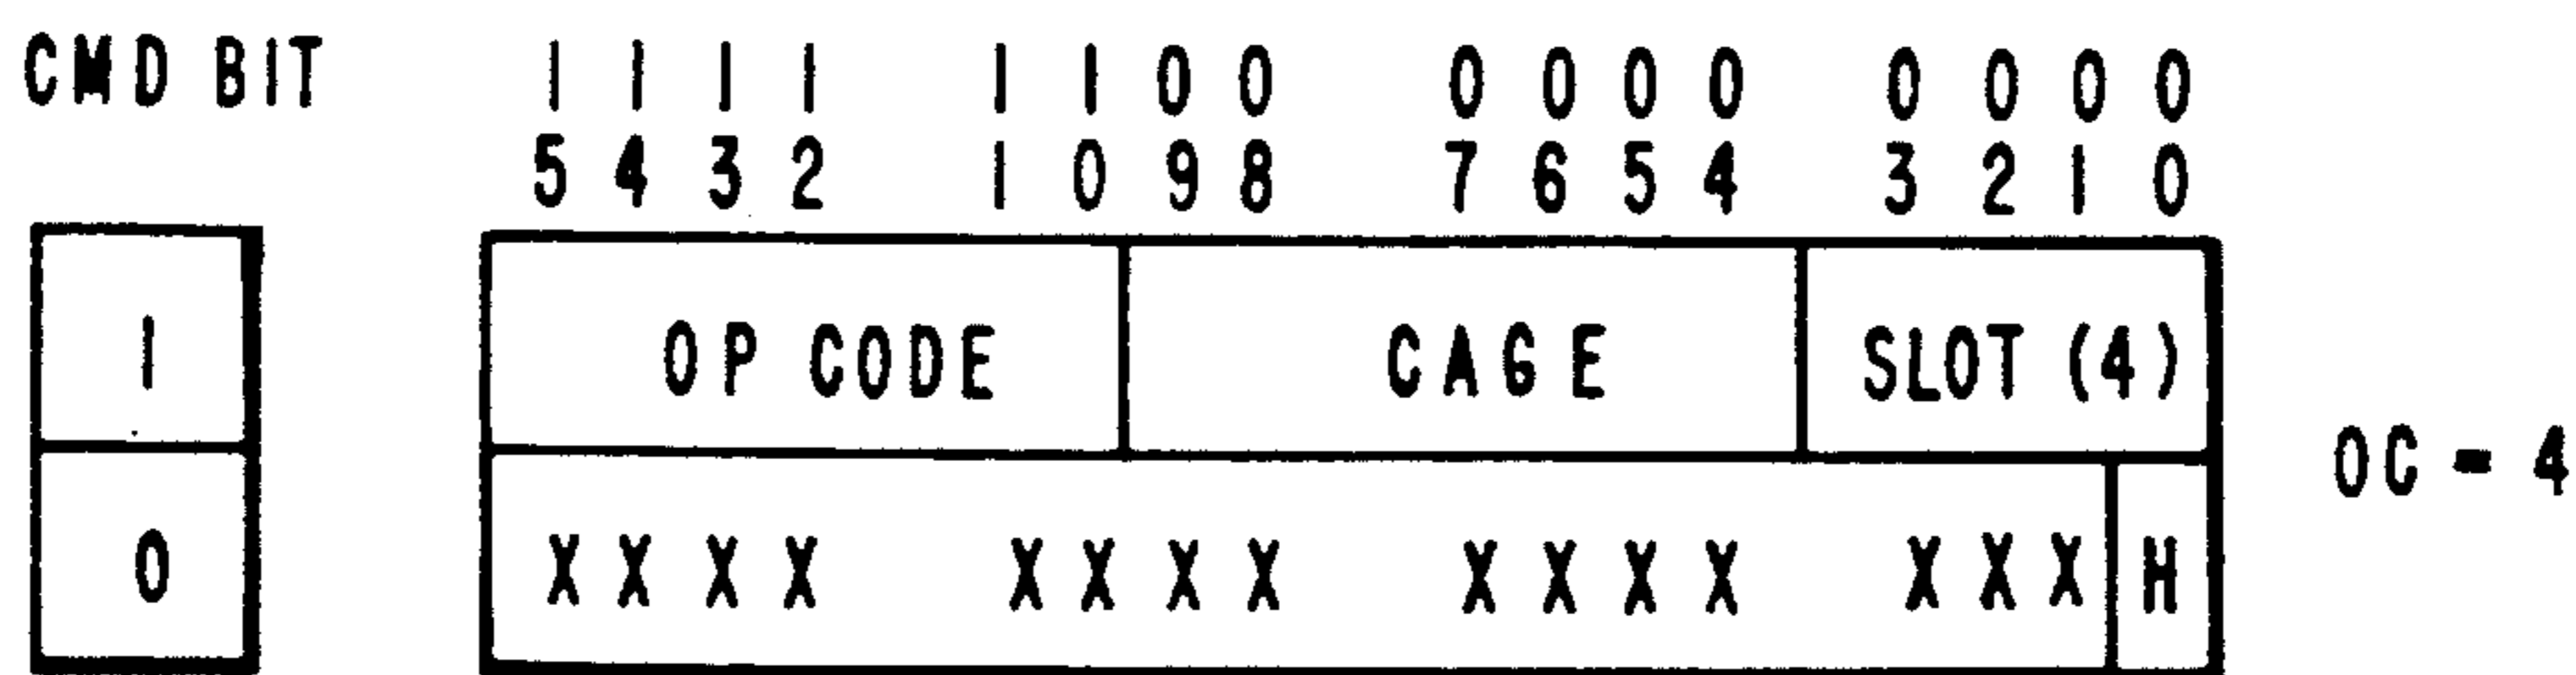 CMD BIT 1 1 1 1 1 1 0 0 0 0 0 0 0 0 0 0
5 4 3 2 1 0 9 8 7 6 5 4 3 2 1 0
1 OP CODE CAGE SLOT (4)
OC = 4
0 X X X X X X X X X X X X X X X H